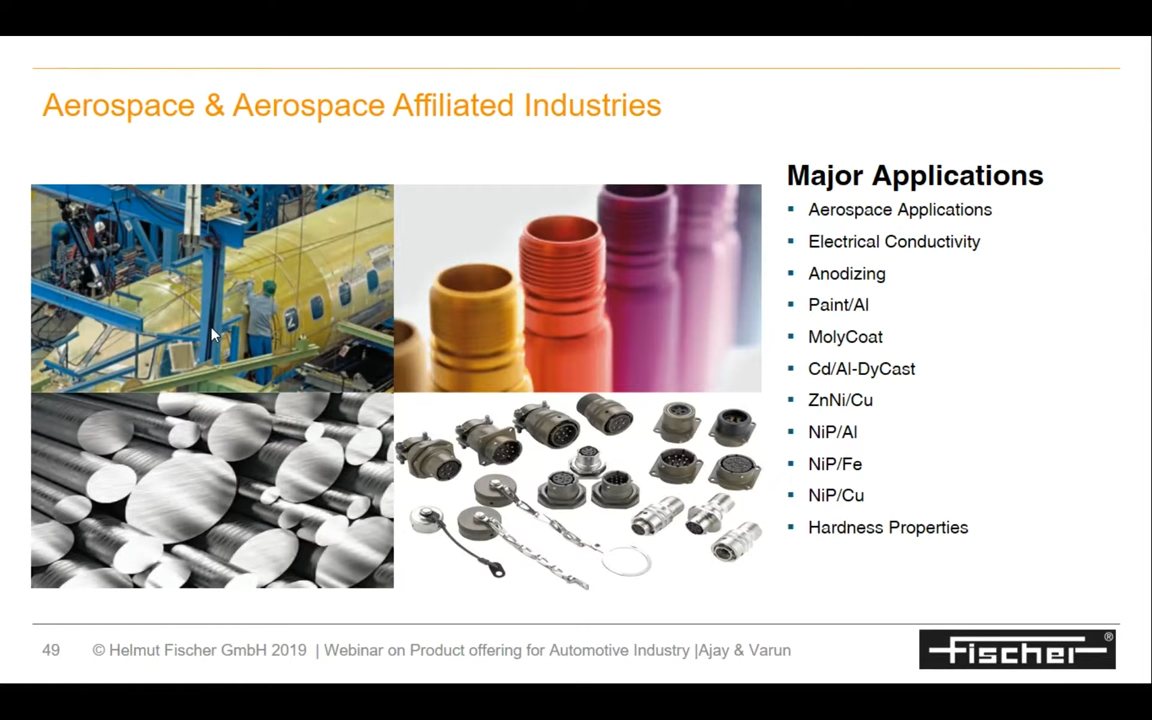 Aerospace & Aerospace Affiliated Industries
Major Applications
Aerospace Applications
Electrical Conductivity
Anodizing
Paint/Al
MolyCoat
Cd/Al-DyCast
ZnNi/Cu
NiP/Al
NiP/Fe
NiP/Cu
Hardness Properties
2
49 © Helmut Fischer GmbH 2019 | Webinar on Product offering for Automotive Industry |Ajay & Varun
fischer®